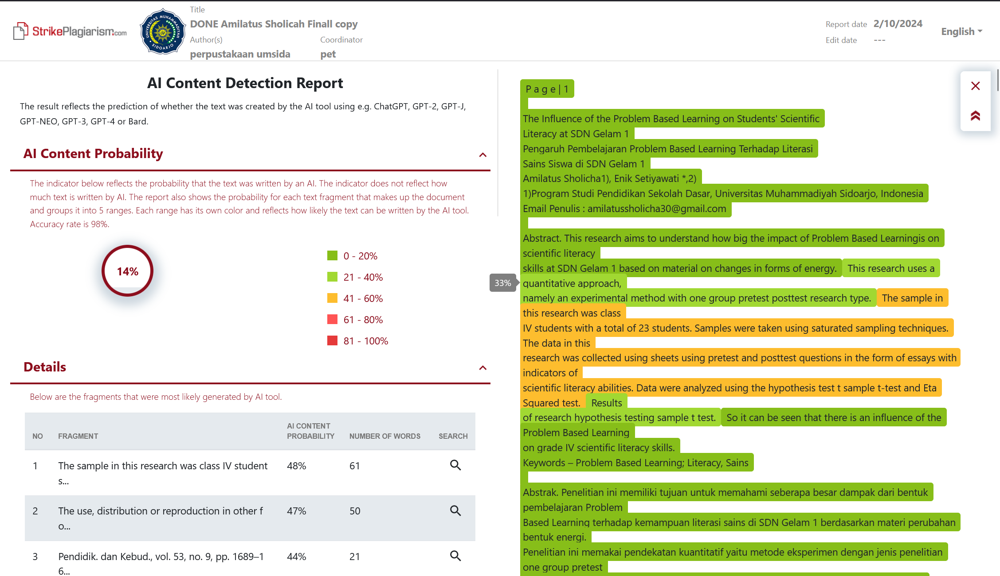 StrikePlagiarism.com
UNIVERSITAS MUHAMMADIYAH
SIDOARJO
Title
DONE Amilatus Sholicah Finall copy
Author(s)
perpustakaan umsida
Coordinator
pet
Report date 2/10/2024
Edit date ---
English
AI Content Detection Report
The result reflects the prediction of whether the text was created by the AI tool using e.g. ChatGPT, GPT-2, GPT-J,
GPT-NEO, GPT-3, GPT-4 or Bard.
AI Content Probability
The indicator below reflects the probability that the text was written by an AI. The indicator does not reflect how
much text is written by AI. The report also shows the probability for each text fragment that makes up the document
and groups it into 5 ranges. Each range has its own color and reflects how likely the text can be written by the AI tool.
Accuracy rate is 98%.
14%
0 - 20%
21 - 40%
41 - 60%
61 - 80%
81 - 100%
Details
Below are the fragments that were most likely generated by AI tool.
NO FRAGMENT AI CONTENT PROBABILITY NUMBER OF WORDS SEARCH
1 The sample in this research was class IV student 48% 61
s...
2 The use, distribution or reproduction in other f 47% 50
o...
3 Pendidik. dan Kebud., vol. 53, no. 9, pp. 1689–1 44% 21
6...
33%
P a g e | 1
The Influence of the Problem Based Learning on Students' Scientific
Literacy at SDN Gelam 1
Pengaruh Pembelajaran Problem Based Learning Terhadap Literasi
Sains Siswa di SDN Gelam 1
Amilatus Sholicha1), Enik Setiyawati *,2)
1)Program Studi Pendidikan Sekolah Dasar, Universitas Muhammadiyah Sidoarjo, Indonesia
Email Penulis : amilatussholicha30@gmail.com
Abstract. This research aims to understand how big the impact of Problem Based Learningis on
scientific literacy
skills at SDN Gelam 1 based on material on changes in forms of energy. This research uses a
quantitative approach,
namely an experimental method with one group pretest posttest research type. The sample in
this research was class
IV students with a total of 23 students. Samples were taken using saturated sampling techniques.
The data in this
research was collected using sheets using pretest and posttest questions in the form of essays with
indicators of
scientific literacy abilities. Data were analyzed using the hypothesis test t sample t-test and Eta
Squared test. Results
of research hypothesis testing sample t test. So it can be seen that there is an influence of the
Problem Based Learning
on grade IV scientific literacy skills.
Keywords – Problem Based Learning; Literacy, Sains
Abstrak. Penelitian ini memiliki tujuan untuk memahami seberapa besar dampak dari bentuk
pembelajaran Problem
Based Learning terhadap kemampuan literasi sains di SDN Gelam 1 berdasarkan materi perubahan
bentuk energi.
Penelitian ini memakai pendekatan kuantitatif yaitu metode eksperimen dengan jenis penelitian
one group pretest